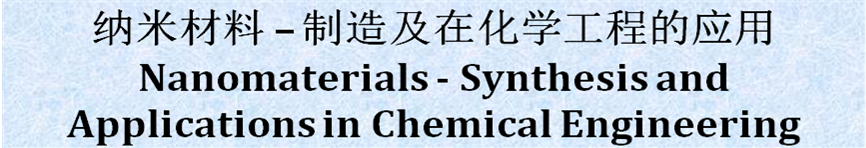 纳米材料 – 制造及在化学工程的应用
Nanomaterials - Synthesis and
Applications in Chemical Engineering